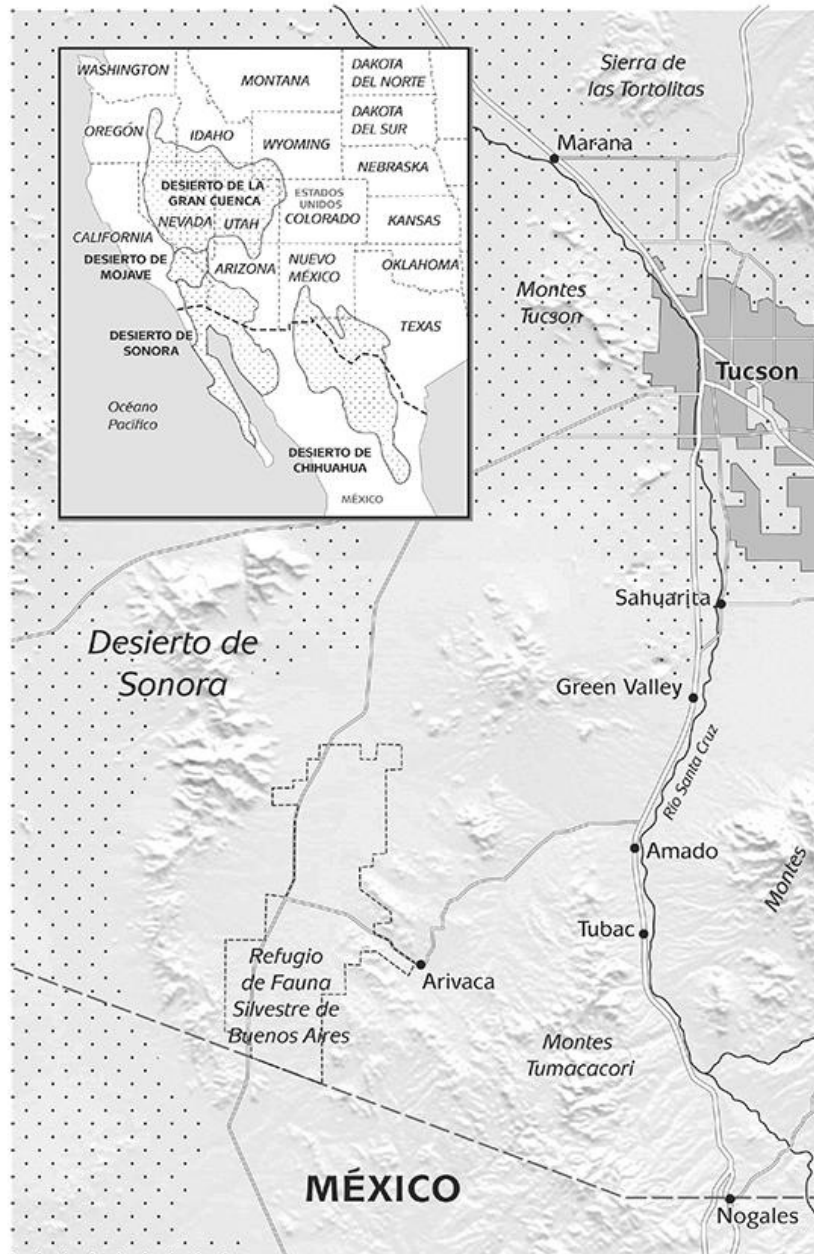 WASHINGTON
MONTANA
DAKOTA
DEL NORTE
OREGÓN
IDAHO
DAKOTA
DEL SUR
WYOMING
NEBRASKA
DESIERTO DE LA
GRAN CUENCA
ESTADOS
UNIDOS
NEVADA
UTAH
COLORADO
KANSAS
CALIFORNIA
DESIERTO DE
MOJAVE
ARIZONA
NUEVO
MÉXICO
OKLAHOMA
TEXAS
DESIERTO DE
SONORA
Océano
Pacífico
DESIERTO DE
CHIHUAHUA
MÉXICO
Sierra de
las Tortolitas
Marana
Montes
Tucson
Tucson
Sahuarita
Desierto de
Sonora
Green Valley
Río Santa Cruz
Amado
Montes
Tubac
Refugio
de Fauna
Silvestre de
Buenos Aires
Arivaca
Montes
Tumacacori
MÉXICO
Nogales